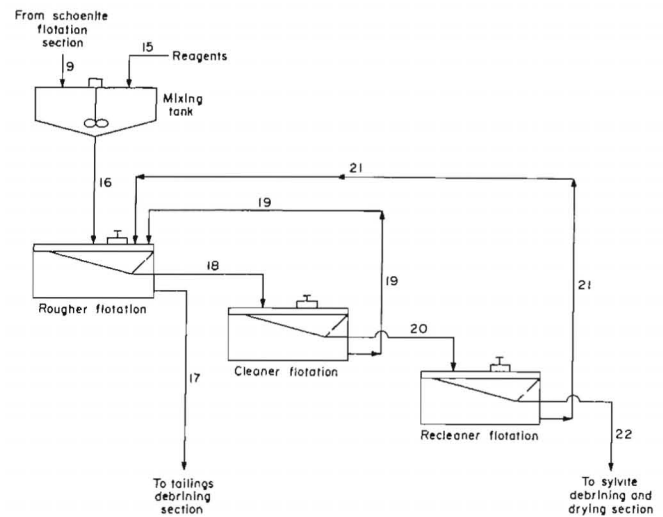 From schoenite
flotation
section
15
Reagents
9
Mixing
tank
16
21
19
18
19
21
Rougher flotation
20
17
Cleaner flotation
Recleaner flotation
22
To tailings
debrining
section
To sylvite
debrining and
drying section